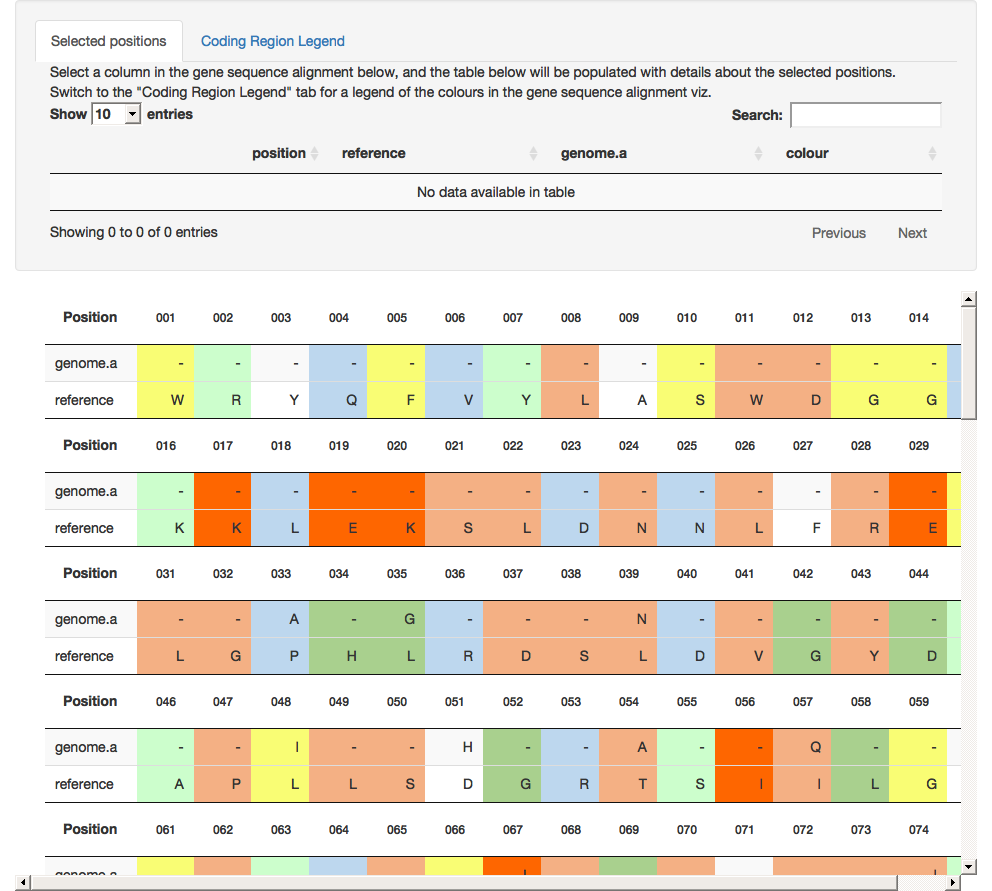 Selected positions Coding Region Legend
Select a column in the gene sequence alignment below, and the table below will be populated with details about the selected positions.
Switch to the "Coding Region Legend" tab for a legend of the colours in the gene sequence alignment viz.
Show 10 entries Search:
position reference genome.a colour
No data available in table
Showing 0 to 0 of 0 entries Previous Next
Position 001 002 003 004 005 006 007 008 009 010 011 012 013 014
genome.a - - - - - - - - - - - - - -
reference W R Y Q F V Y L A S W D G G
Position 016 017 018 019 020 021 022 023 024 025 026 027 028 029
genome.a - - - - - - - - - - - - - -
reference K K L E K S L D N N L F R E
Position 031 032 033 034 035 036 037 038 039 040 041 042 043 044
genome.a - - A - G - - - N - - - - -
reference L G P H L R D S L D V G Y D
Position 046 047 048 049 050 051 052 053 054 055 056 057 058 059
genome.a - - I - - H - - A - - Q - -
reference A P L L S D G R T S I I L G
Position 061 062 063 064 065 066 067 068 069 070 071 072 073 074
genome.a